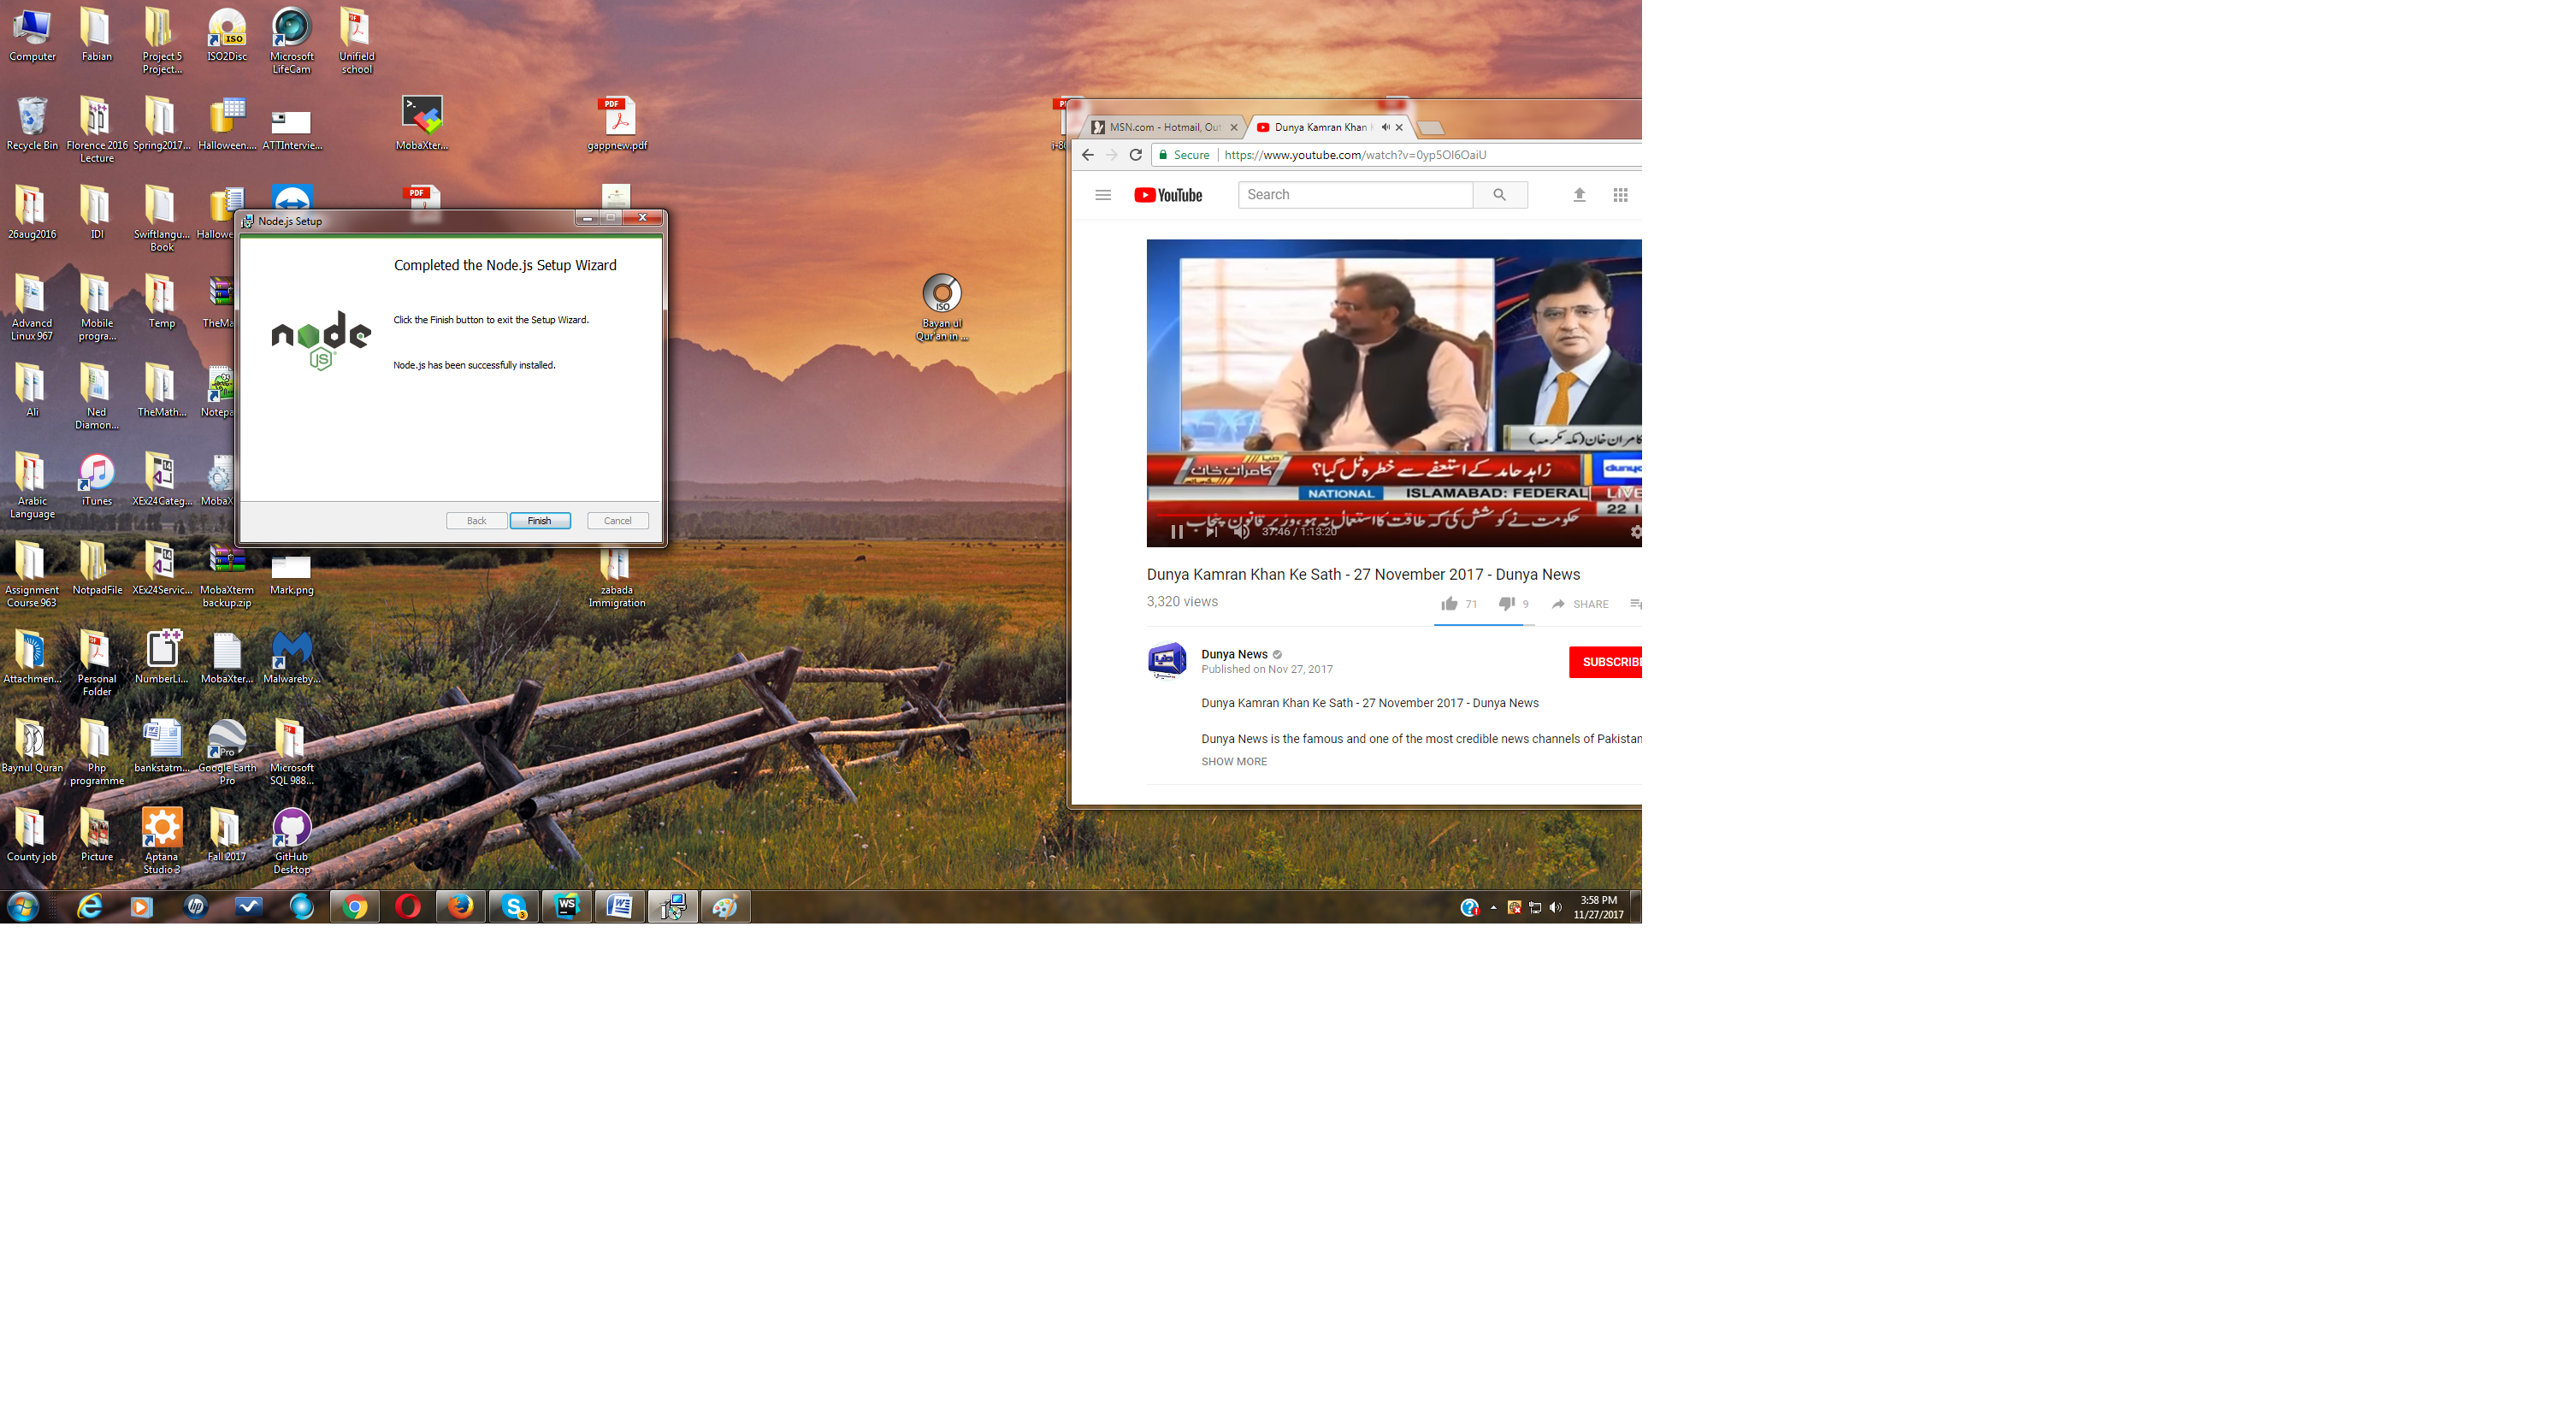 Computer
Fabian
Project 5
Project...
ISO2Disc
Microsoft
LifeCam
Unifield
school
Recycle Bin
Florence 2016
Lecture
Spring2017...
Halloween....
ATTIntervie...
MobaXter...
gappnew.pdf
26aug2016
IDI
Swiftlangu...
Book
Advancd
Linux 967
Mobile
progra...
Temp
Ali
Ned
Diamon...
TheMath...
Arabic
Language
iTunes
XEx24Categ...
Assignment
Course 963
NotpadFile
XEx24Servic...
MobaXterm
backup.zip
Mark.png
zabada
Immigration
Attachmen...
Personal
Folder
NumberLi...
MobaXter...
Malwareby...
Baynul Quran
Php
programme
bankstatm...
Google Earth
Pro
Microsoft
SQL 988...
County job
Picture
Aptana
Studio 3
Fall 2017
GitHub
Desktop
Bayan ul
Qur'an in ...
Node.js Setup
Completed the Node.js Setup Wizard
Click the Finish button to exit the Setup Wizard.
Node.js has been successfully installed.
node
JS
Back
Finish
Cancel
MSN.com - Hotmail, Out
Dunya Kamran Khan K
Secure
https://www.youtube.com/watch?v=0yp5OI6OaiU
YouTube
Search
کامران خان (مکہ مکرمہ)
کامران خان
زاہد حامد کے استعفے سے خطرہ ٹل گیا؟
NATIONAL ISLAMABAD: FEDERAL
LIVE
حکومت نے کوشش کی کہ طاقت کا استعمال نہ ہو، وزیر قانون پنجاب
37:46 / 1:13:20
Dunya Kamran Khan Ke Sath - 27 November 2017 - Dunya News
3,320 views
71
9
SHARE
Dunya News
Published on Nov 27, 2017
SUBSCRIBE
Dunya Kamran Khan Ke Sath - 27 November 2017 - Dunya News
Dunya News is the famous and one of the most credible news channels of Pakistan
SHOW MORE
3:58 PM
11/27/2017